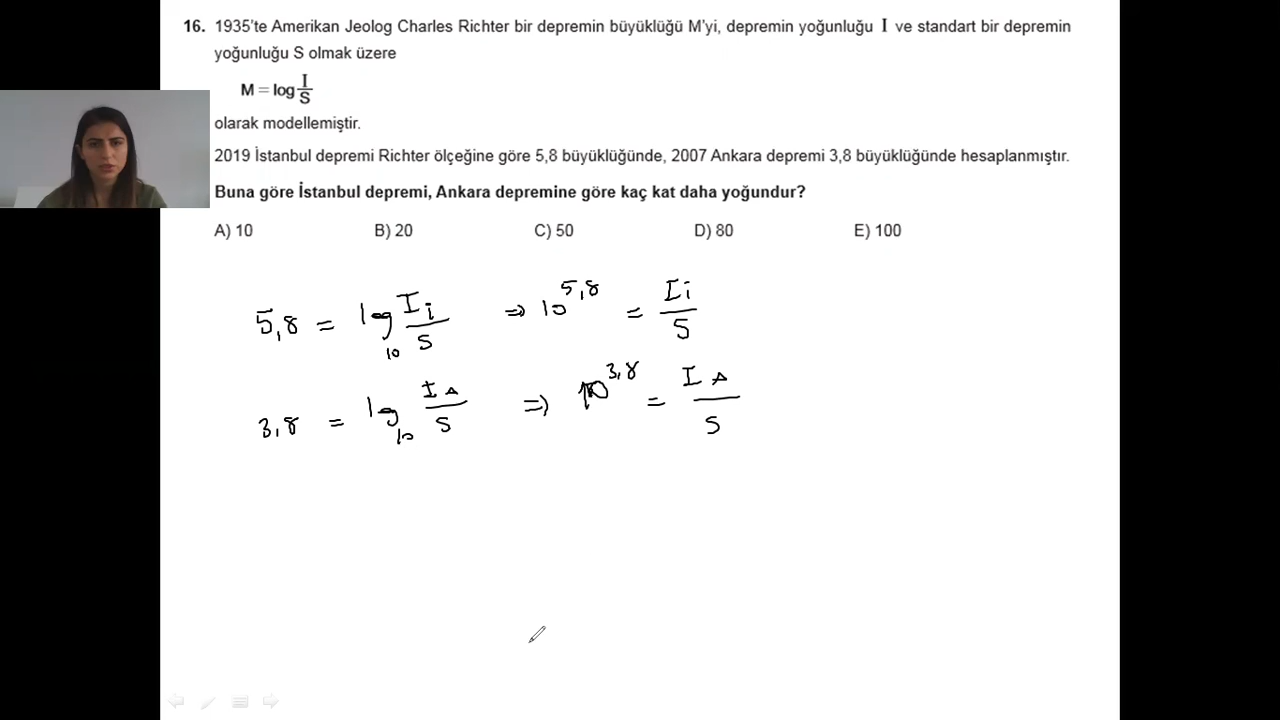 16. 1935'te Amerikan Jeolog Charles Richter bir depremin büyüklüğü M'yi, depremin yoğunluğu I ve standart bir depremin
yoğunluğu S olmak üzere
M = log I/S
olarak modellemiştir.
2019 İstanbul depremi Richter ölçeğine göre 5,8 büyüklüğünde, 2007 Ankara depremi 3,8 büyüklüğünde hesaplanmıştır.
Buna göre İstanbul depremi, Ankara depremine göre kaç kat daha yoğundur?
A) 10 B) 20 C) 50 D) 80 E) 100
5,8 = log₁₀ Iİ/S ⇒ 10^5,8 = Iİ/S
3,8 = log₁₀ IA/S ⇒ 10^3,8 = IA/S